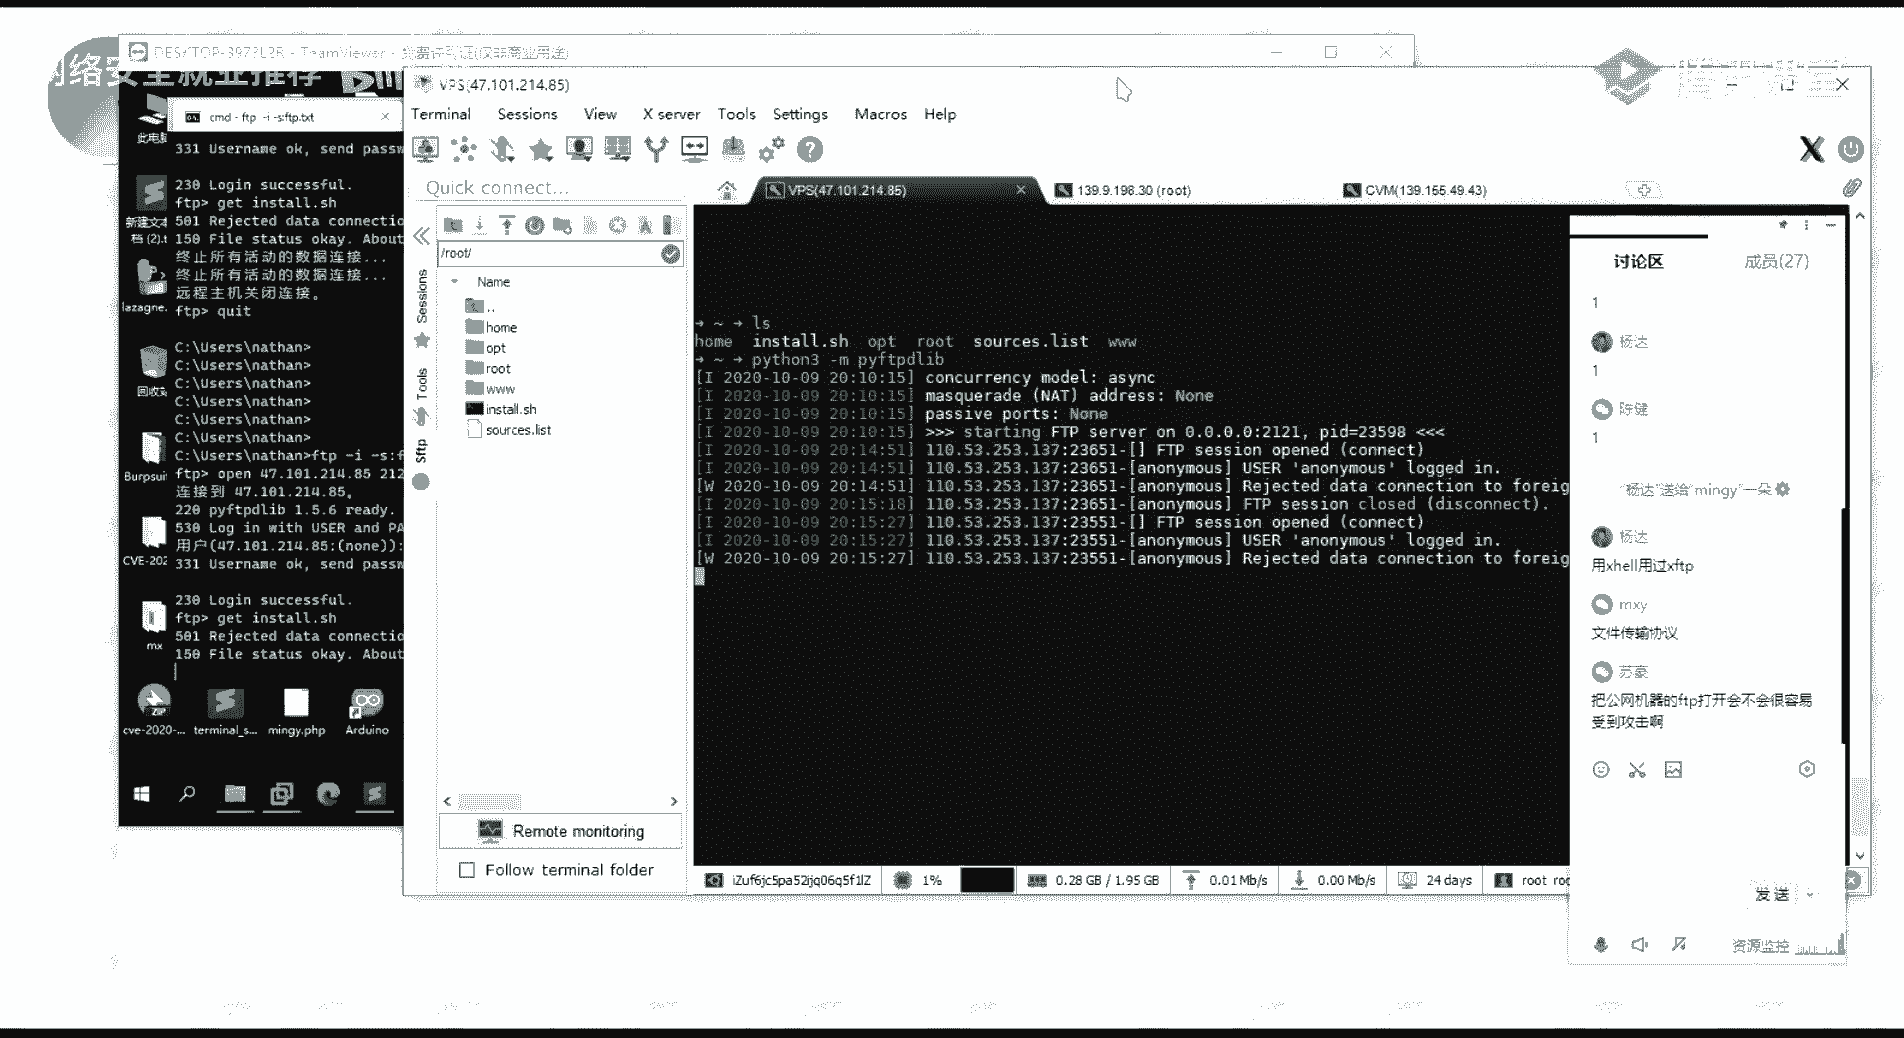 DESKTOP-3973L2R - TeamViewer - 免费许可证(仅非商业用途)
网络安全就业推荐
此电脑
新建文本
档 (2).t
lazagne.
回收站
Burpsuit
CVE-202
mx
cve-2020-...
terminal_s...
mingy.php
Arduino
cmd - ftp -i -s:ftp.txt
331 Username ok, send passw
230 Login successful.
ftp> get install.sh
501 Rejected data connectio
150 File status okay. About
终止所有活动的数据连接...
终止所有活动的数据连接...
远程主机关闭连接。
ftp> quit
C:\Users\nathan>
C:\Users\nathan>
C:\Users\nathan>
C:\Users\nathan>
C:\Users\nathan>
C:\Users\nathan>
C:\Users\nathan>ftp -i -s:f
ftp> open 47.101.214.85 212
连接到 47.101.214.85。
220 pyftpdlib 1.5.6 ready.
530 Log in with USER and PA
用户(47.101.214.85:(none)):
331 Username ok, send passw
230 Login successful.
ftp> get install.sh
501 Rejected data connectio
150 File status okay. About
VPS(47.101.214.85)
Terminal Sessions View X server Tools Settings Macros Help
Quick connect...
VPS(47.101.214.85)
139.9.198.30 (root)
CVM(139.155.49.43)
Sessions
Tools
Sftp
/root/
Name
..
home
opt
root
www
install.sh
sources.list
Remote monitoring
Follow terminal folder
→ ~ → ls
home install.sh opt root sources.list www
→ ~ → python3 -m pyftpdlib
[I 2020-10-09 20:10:15] concurrency model: async
[I 2020-10-09 20:10:15] masquerade (NAT) address: None
[I 2020-10-09 20:10:15] passive ports: None
[I 2020-10-09 20:10:15] >>> starting FTP server on 0.0.0.0:2121, pid=23598 <<<
[I 2020-10-09 20:14:51] 110.53.253.137:23651-[] FTP session opened (connect)
[I 2020-10-09 20:14:51] 110.53.253.137:23651-[anonymous] USER 'anonymous' logged in.
[W 2020-10-09 20:14:51] 110.53.253.137:23651-[anonymous] Rejected data connection to foreig
[I 2020-10-09 20:15:18] 110.53.253.137:23651-[anonymous] FTP session closed (disconnect).
[I 2020-10-09 20:15:27] 110.53.253.137:23551-[] FTP session opened (connect)
[I 2020-10-09 20:15:27] 110.53.253.137:23551-[anonymous] USER 'anonymous' logged in.
[W 2020-10-09 20:15:27] 110.53.253.137:23551-[anonymous] Rejected data connection to foreig
iZuf6jc5pa52ijq06q5f1lZ 1% 0.28 GB / 1.95 GB 0.01 Mb/s 0.00 Mb/s 24 days root roo
讨论区 成员(27)
1
杨达
1
陈健
1
"杨达"送给"mingy"一朵
杨达
用xhell用过xftp
mxy
文件传输协议
苏豪
把公网机器的ftp打开会不会很容易
受到攻击啊
发送
资源监控